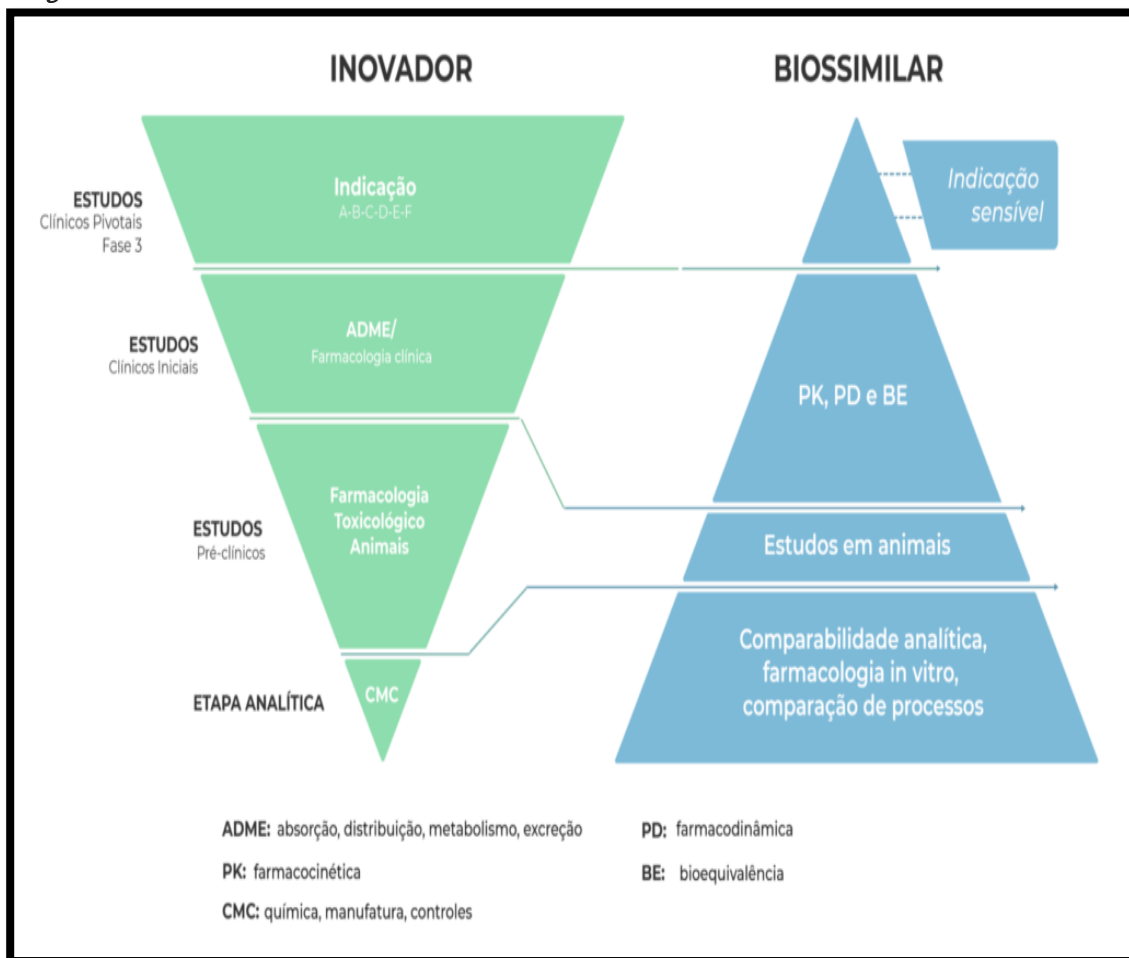 INOVADOR
BIOSSIMILAR
ESTUDOS
Clínicos Pivotais
Fase 3
Indicação
A-B-C-D-E-F
Indicação
sensível
ESTUDOS
Clínicos Iniciais
ADME/
Farmacologia clínica
PK, PD e BE
ESTUDOS
Pré-clínicos
Farmacologia
Toxicológico
Animais
Estudos em animais
ETAPA ANALÍTICA
CMC
Comparabilidade analítica,
farmacologia in vitro,
comparação de processos
ADME: absorção, distribuição, metabolismo, excreção
PK: farmacocinética
CMC: química, manufatura, controles
PD: farmacodinâmica
BE: bioequivalência